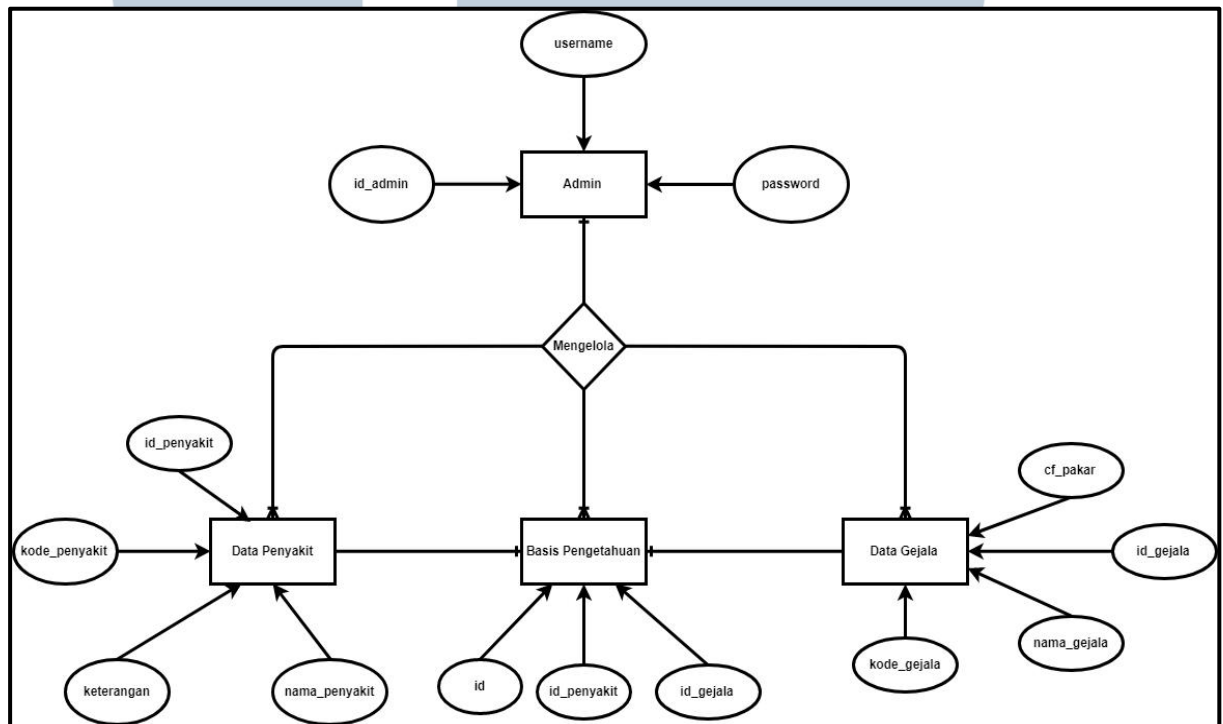 username
id_admin
Admin
password
Mengelola
id_penyakit
cf_pakar
kode_penyakit
Data Penyakit
Basis Pengetahuan
Data Gejala
id_gejala
keterangan
nama_penyakit
id
id_penyakit
id_gejala
kode_gejala
nama_gejala